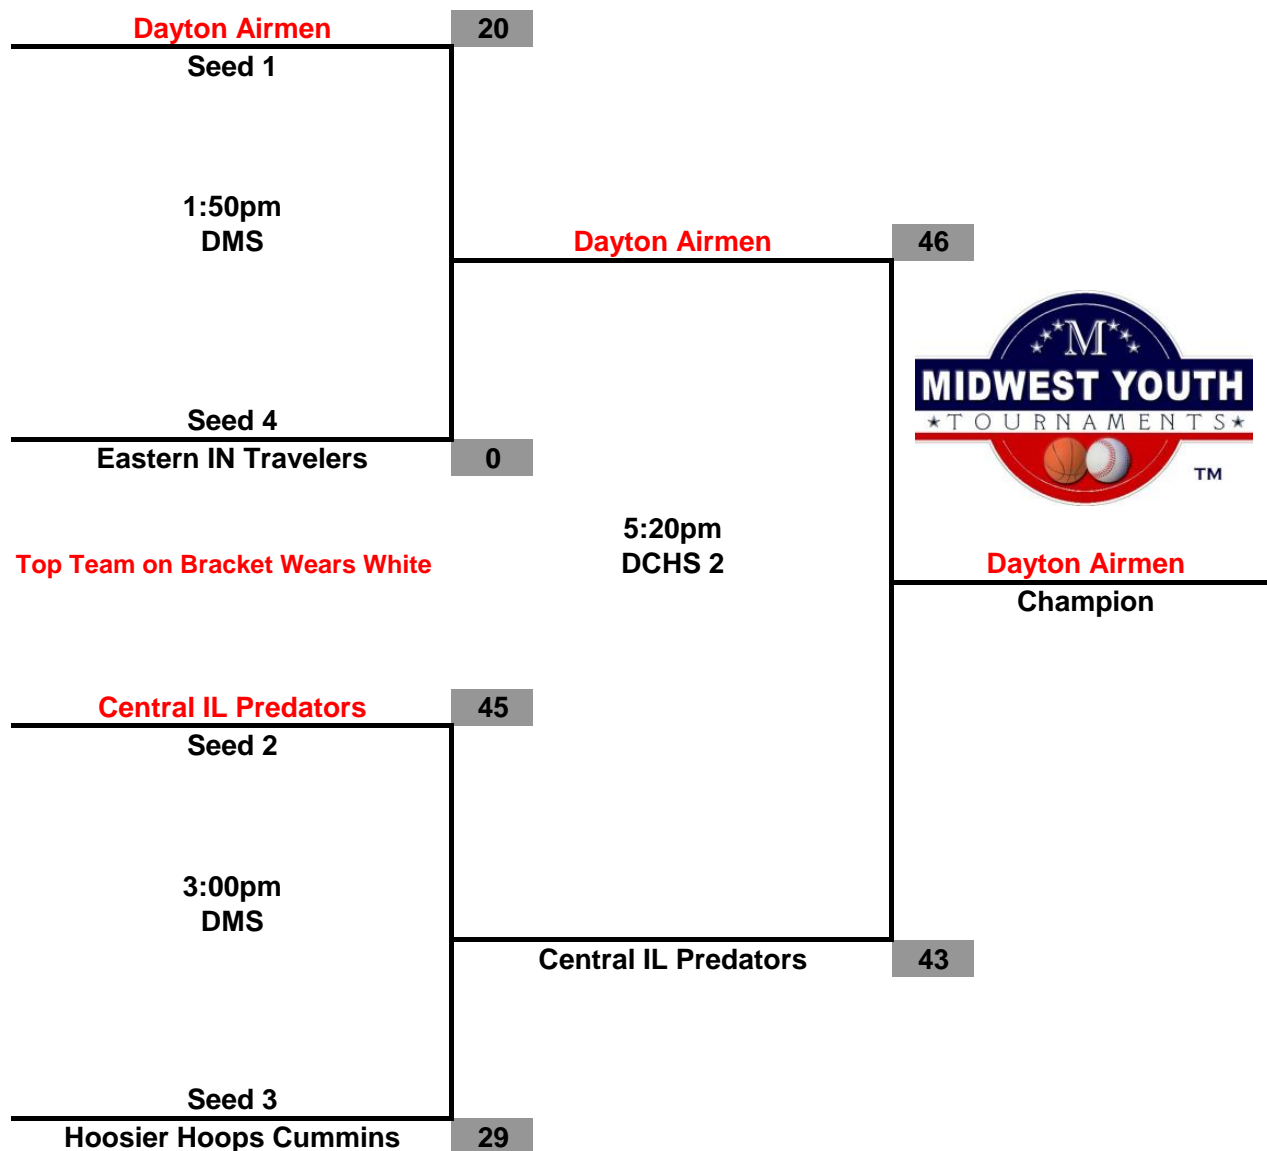 Dayton Airmen 20
Seed 1
1:50pm
DMS
Dayton Airmen 46
M
MIDWEST YOUTH
★TOURNAMENTS★
TM
Seed 4
Eastern IN Travelers 0
5:20pm
DCHS 2
Top Team on Bracket Wears White
Dayton Airmen
Champion
Central IL Predators 45
Seed 2
3:00pm
DMS
Central IL Predators 43
Seed 3
Hoosier Hoops Cummins 29